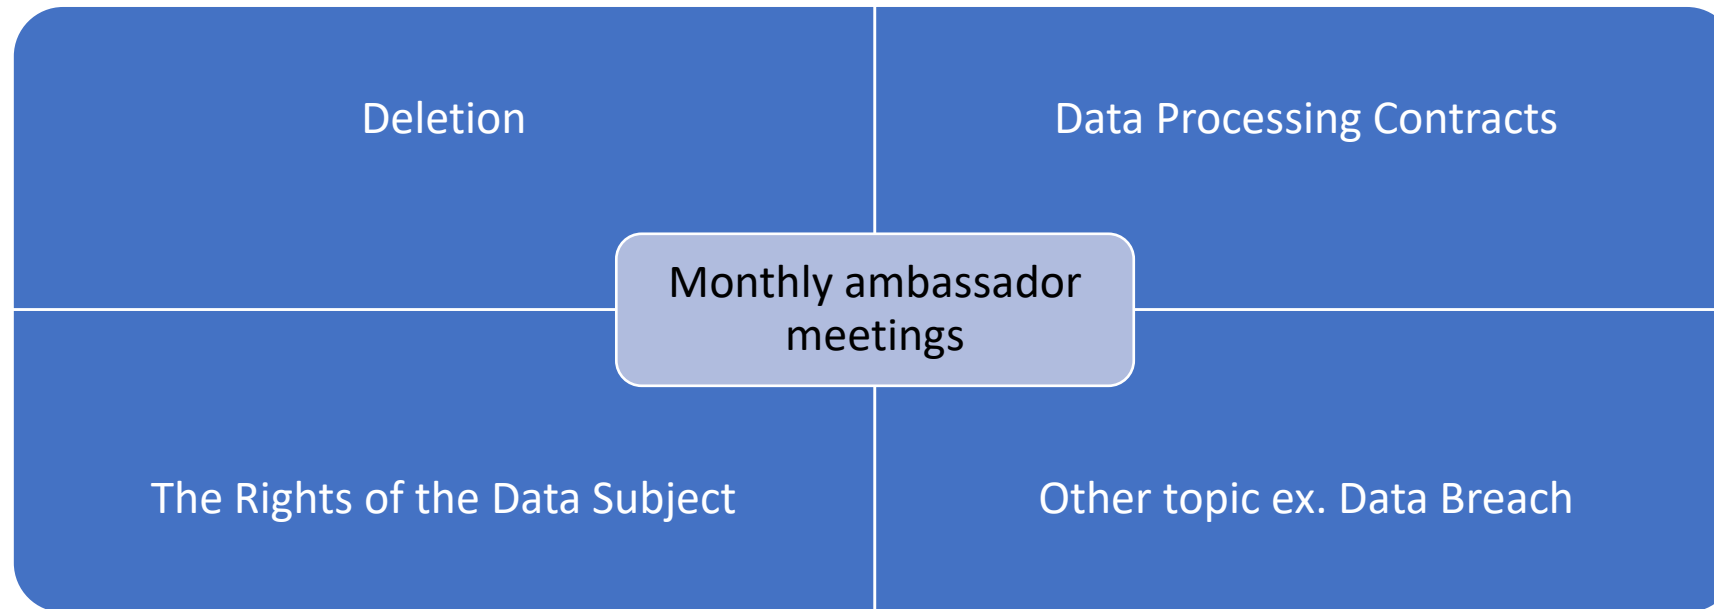 Deletion
Data Processing Contracts
Monthly ambassador
meetings
The Rights of the Data Subject
Other topic ex. Data Breach